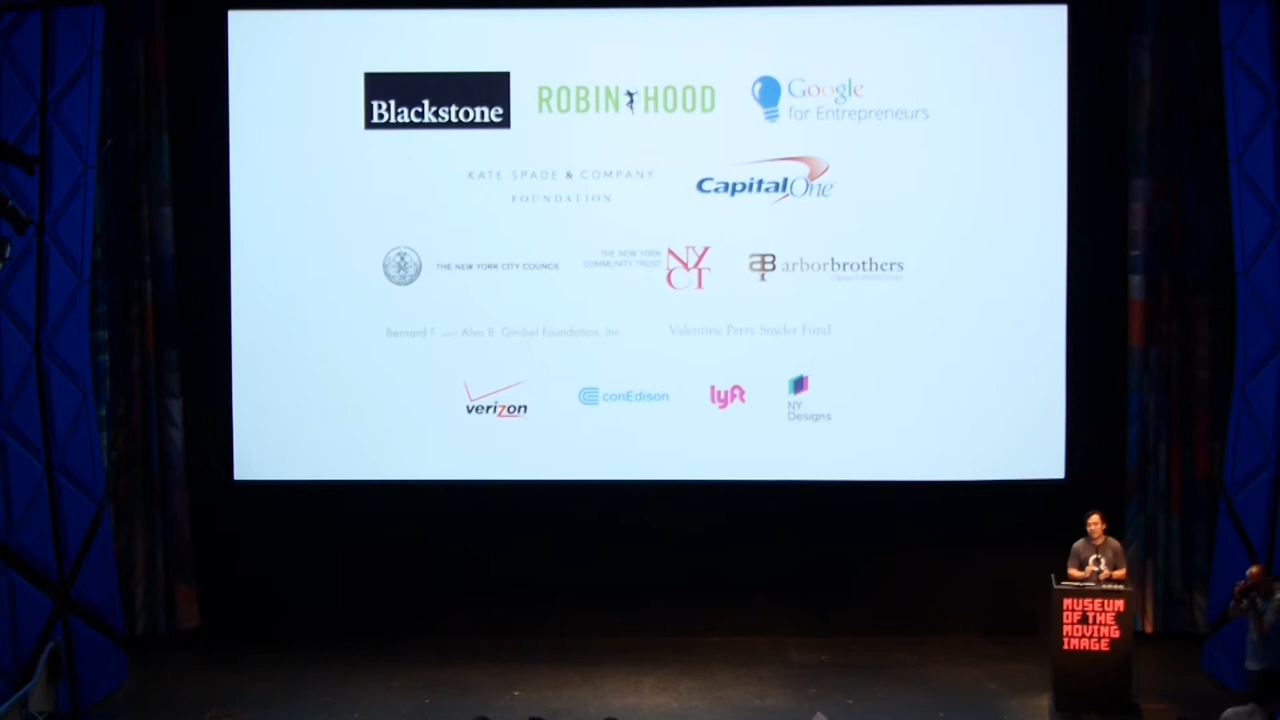 Blackstone
ROBIN HOOD
Google
for Entrepreneurs
KATE SPADE & COMPANY
FOUNDATION
CapitalOne
THE NEW YORK CITY COUNCIL
THE NEW YORK
COMMUNITY TRUST
NY
CT
arborbrothers
Bernard F. and Alva B. Gimbel Foundation, Inc.
Valentine Perry Snyder Fund
verizon
conEdison
lyft
NY
Designs
MUSEUM
OF THE
MOVING
IMAGE